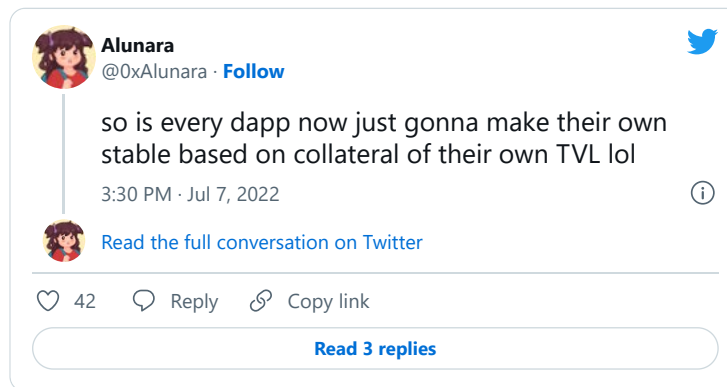 Alunara
@0xAlunara · Follow
so is every dapp now just gonna make their own
stable based on collateral of their own TVL lol
3:30 PM · Jul 7, 2022
Read the full conversation on Twitter
42 Reply Copy link
Read 3 replies